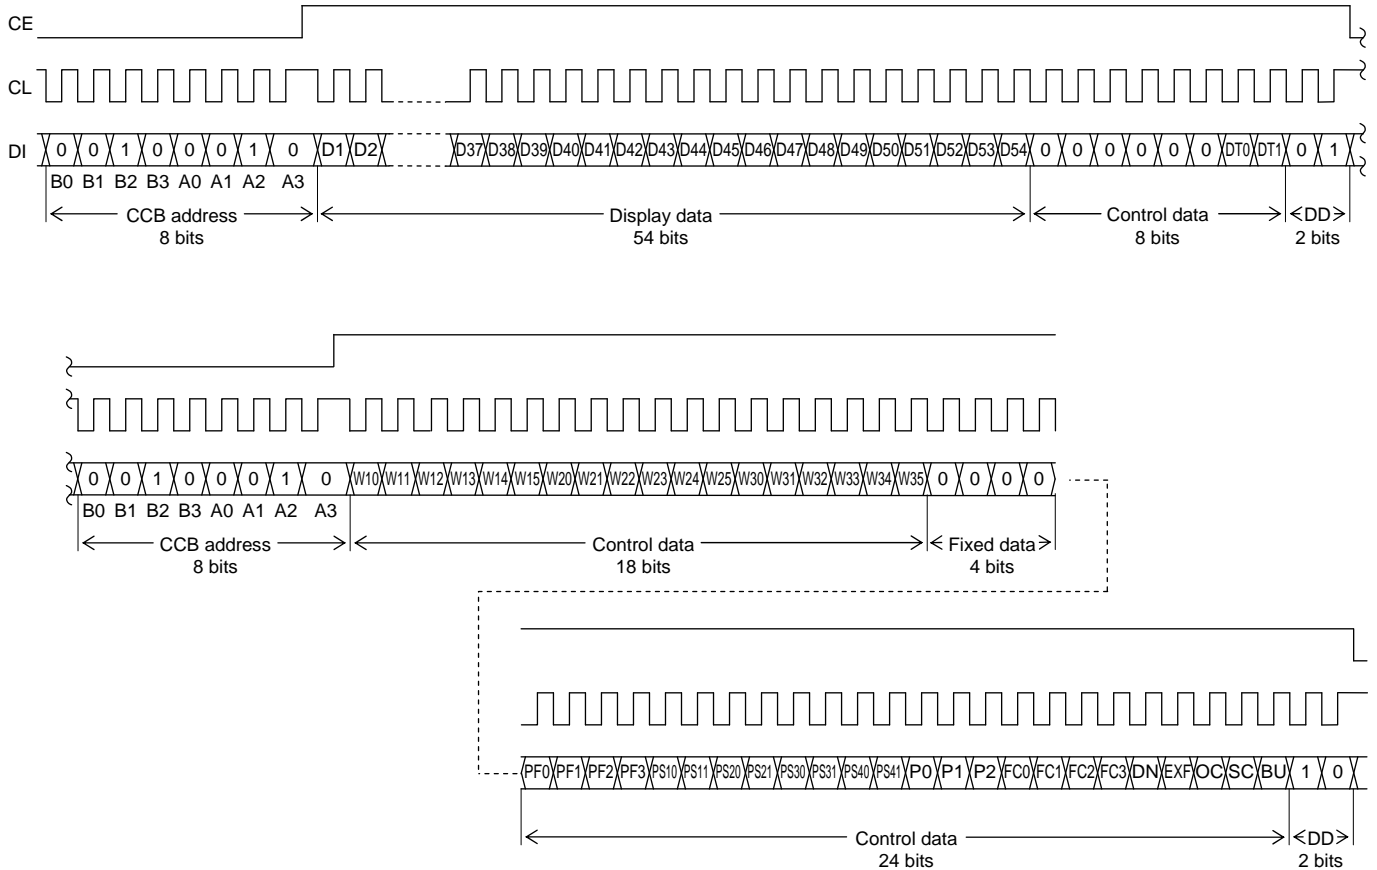 CE
CL
DI 0 0 1 0 0 0 1 0 D1 D2 D37 D38 D39 D40 D41 D42 D43 D44 D45 D46 D47 D48 D49 D50 D51 D52 D53 D54 0 0 0 0 0 0 DT0 DT1 0 1
B0 B1 B2 B3 A0 A1 A2 A3
CCB address Display data Control data DD
8 bits 54 bits 8 bits 2 bits
0 0 1 0 0 0 1 0 W10 W11 W12 W13 W14 W15 W20 W21 W22 W23 W24 W25 W30 W31 W32 W33 W34 W35 0 0 0 0
B0 B1 B2 B3 A0 A1 A2 A3
CCB address Control data Fixed data
8 bits 18 bits 4 bits
PF0 PF1 PF2 PF3 PS10 PS11 PS20 PS21 PS30 PS31 PS40 PS41 P0 P1 P2 FC0 FC1 FC2 FC3 DN EXF OC SC BU 1 0
Control data DD
24 bits 2 bits